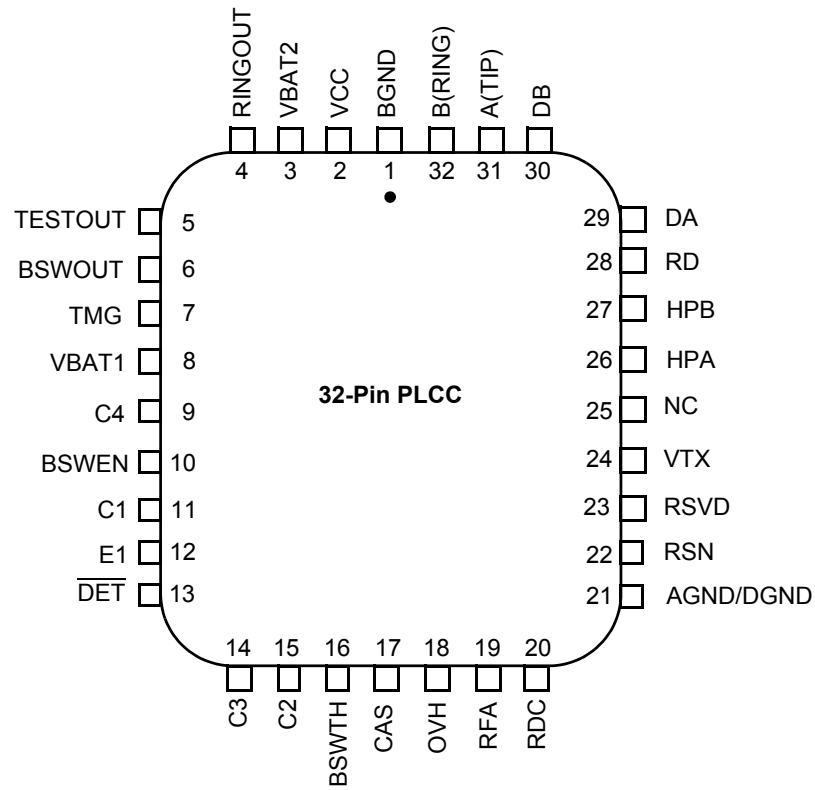 RINGOUT
VBAT2
VCC
BGND
B(RING)
A(TIP)
DB
4 3 2 1 32 31 30
TESTOUT 5
BSWOUT 6
TMG 7
VBAT1 8
C4 9
BSWEN 10
C1 11
E1 12
DET 13
32-Pin PLCC
29 DA
28 RD
27 HPB
26 HPA
25 NC
24 VTX
23 RSVD
22 RSN
21 AGND/DGND
14 15 16 17 18 19 20
C3
C2
BSWTH
CAS
OVH
RFA
RDC